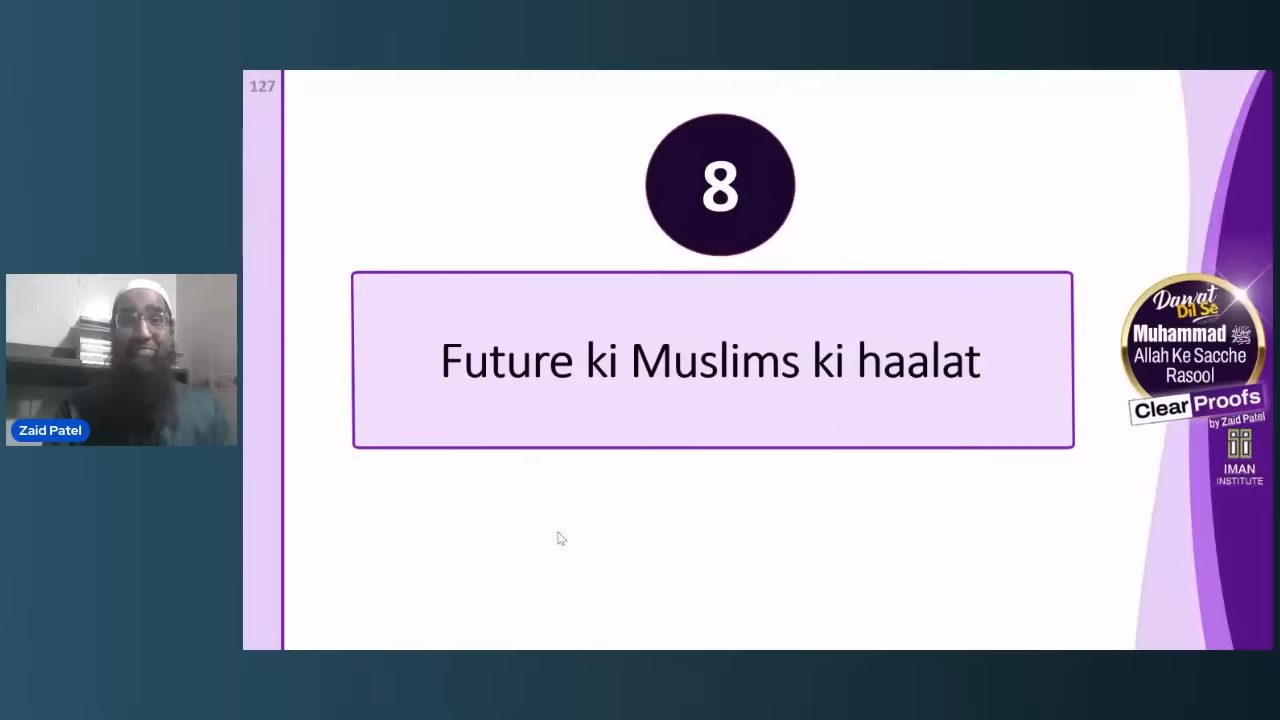 127
8
Future ki Muslims ki haalat
Zaid Patel
Dawat
Dil Se
Muhammad ﷺ
Allah Ke Sacche
Rasool
Clear Proofs
by Zaid Patel
IMAN
INSTITUTE